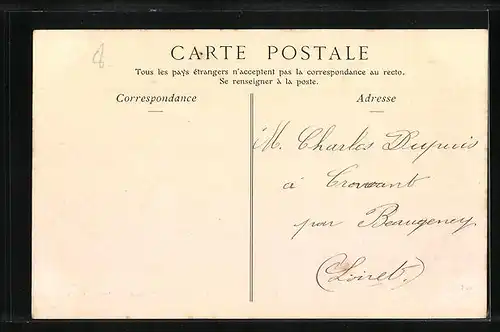 8
CARTE POSTALE
Tous les pays étrangers n'acceptent pas la correspondance au recto.
Se renseigner à la poste.
Correspondance
Adresse
M. Charles Dupuis
à
par Beaugency
(Loiret)